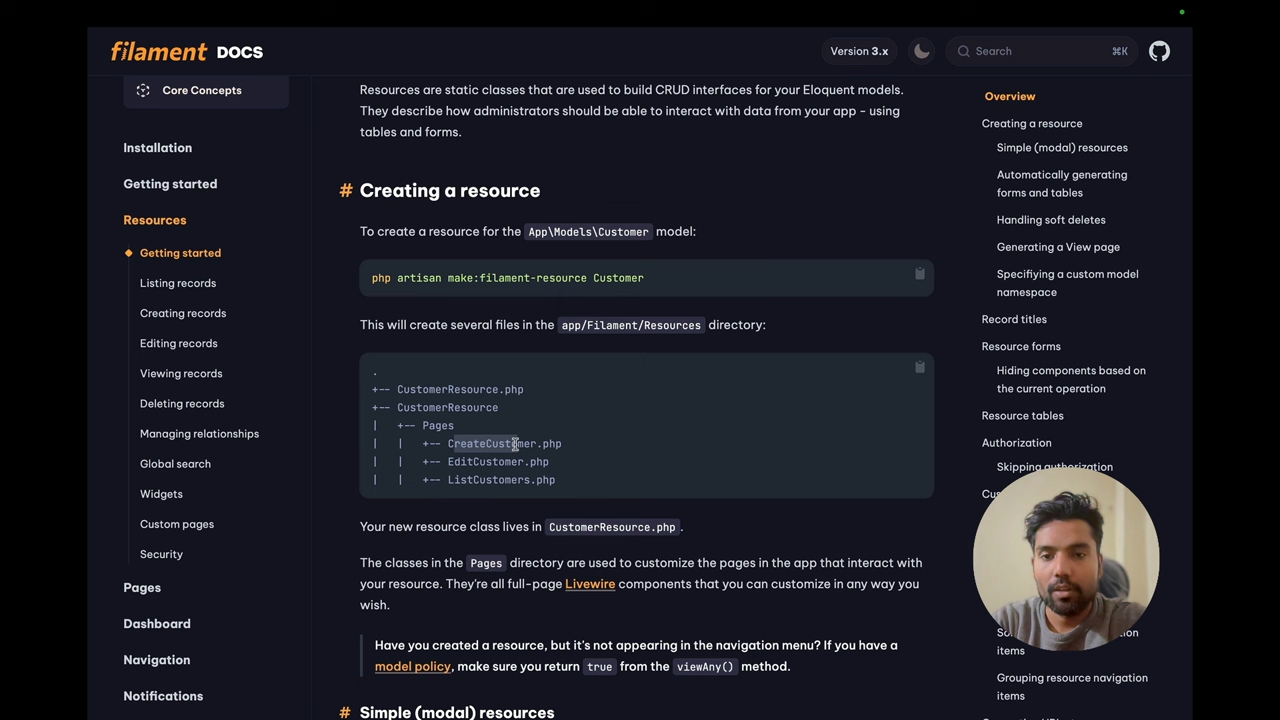 filament DOCS
Version 3.x
Search
⌘K
Core Concepts
Installation
Getting started
Resources
Getting started
Listing records
Creating records
Editing records
Viewing records
Deleting records
Managing relationships
Global search
Widgets
Custom pages
Security
Pages
Dashboard
Navigation
Notifications
Resources are static classes that are used to build CRUD interfaces for your Eloquent models.
They describe how administrators should be able to interact with data from your app - using
tables and forms.
# Creating a resource
To create a resource for the App\Models\Customer model:
php artisan make:filament-resource Customer
This will create several files in the app/Filament/Resources directory:
.
+-- CustomerResource.php
+-- CustomerResource
|   +-- Pages
|   |   +-- CreateCustomer.php
|   |   +-- EditCustomer.php
|   |   +-- ListCustomers.php
Your new resource class lives in CustomerResource.php.
The classes in the Pages directory are used to customize the pages in the app that interact with
your resource. They're all full-page Livewire components that you can customize in any way you
wish.
Have you created a resource, but it's not appearing in the navigation menu? If you have a
model policy, make sure you return true from the viewAny() method.
# Simple (modal) resources
Overview
Creating a resource
Simple (modal) resources
Automatically generating
forms and tables
Handling soft deletes
Generating a View page
Specifiying a custom model
namespace
Record titles
Resource forms
Hiding components based on
the current operation
Resource tables
Authorization
Skipping authorization
items
Grouping resource navigation
items